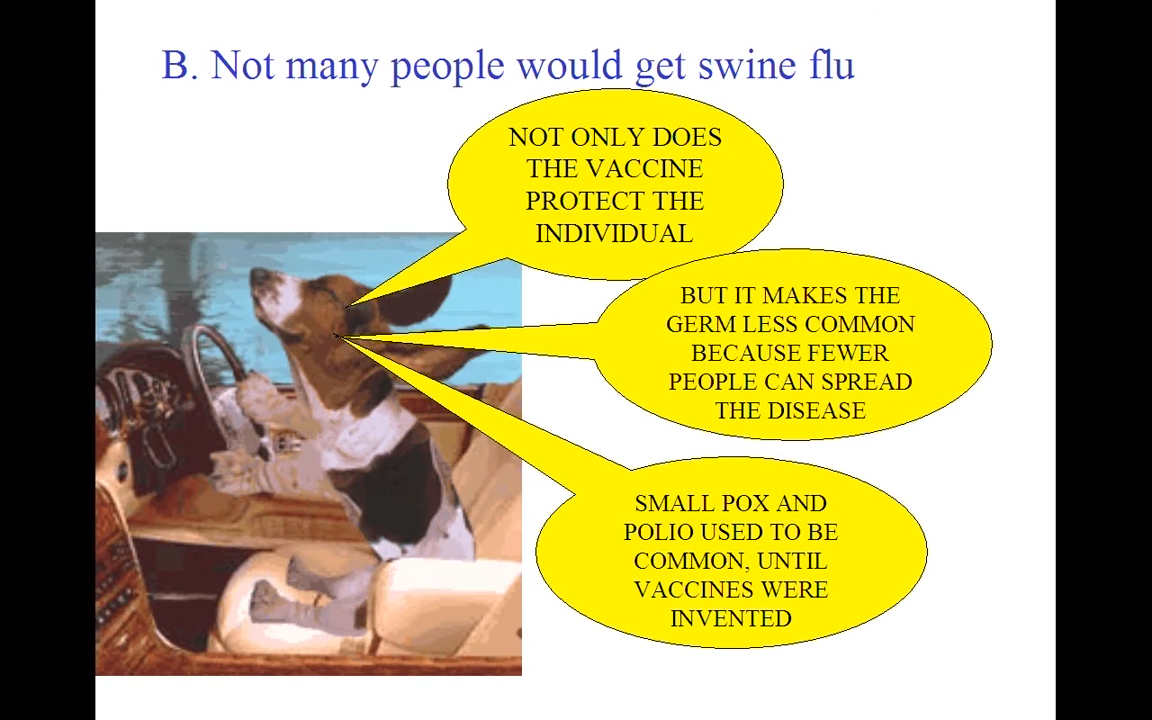 B. Not many people would get swine flu
NOT ONLY DOES
THE VACCINE
PROTECT THE
INDIVIDUAL
BUT IT MAKES THE
GERM LESS COMMON
BECAUSE FEWER
PEOPLE CAN SPREAD
THE DISEASE
SMALL POX AND
POLIO USED TO BE
COMMON, UNTIL
VACCINES WERE
INVENTED